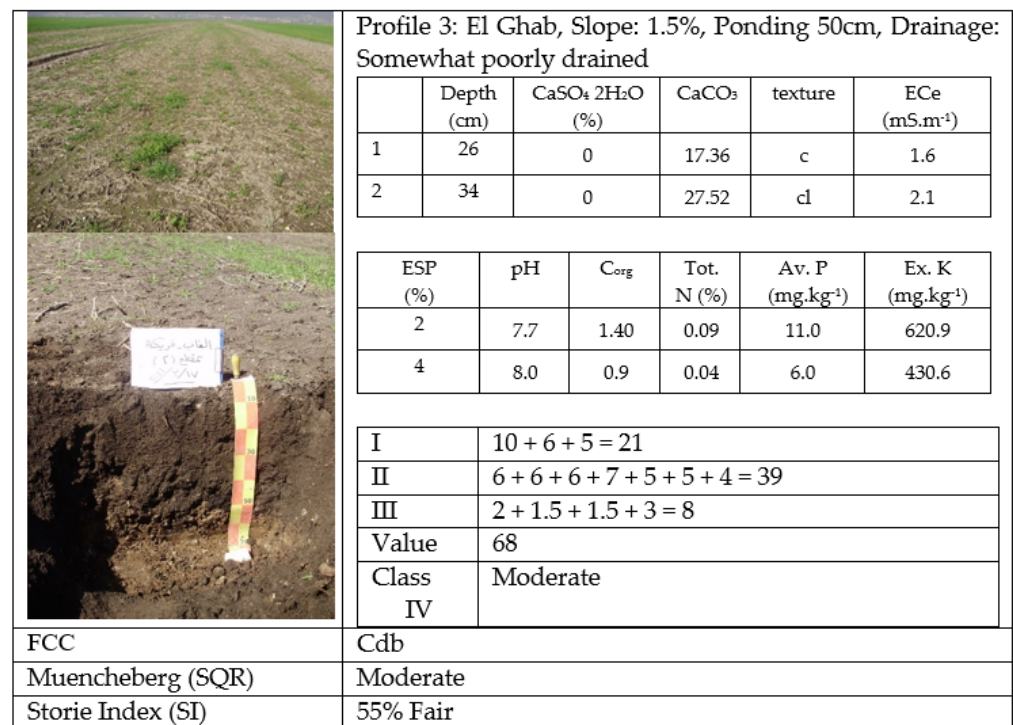 Profile 3: El Ghab, Slope: 1.5%, Ponding 50cm, Drainage:
Somewhat poorly drained
Depth (cm) CaSO₄ 2H₂O (%) CaCO₃ texture ECe (mS.m⁻¹)
1 26 0 17.36 c 1.6
2 34 0 27.52 cl 2.1
ESP (%) pH Corg Tot. N (%) Av. P (mg.kg⁻¹) Ex. K (mg.kg⁻¹)
2 7.7 1.40 0.09 11.0 620.9
4 8.0 0.9 0.04 6.0 430.6
I 10 + 6 + 5 = 21
II 6 + 6 + 6 + 7 + 5 + 5 + 4 = 39
III 2 + 1.5 + 1.5 + 3 = 8
Value 68
Class IV Moderate
FCC Cdb
Muencheberg (SQR) Moderate
Storie Index (SI) 55% Fair